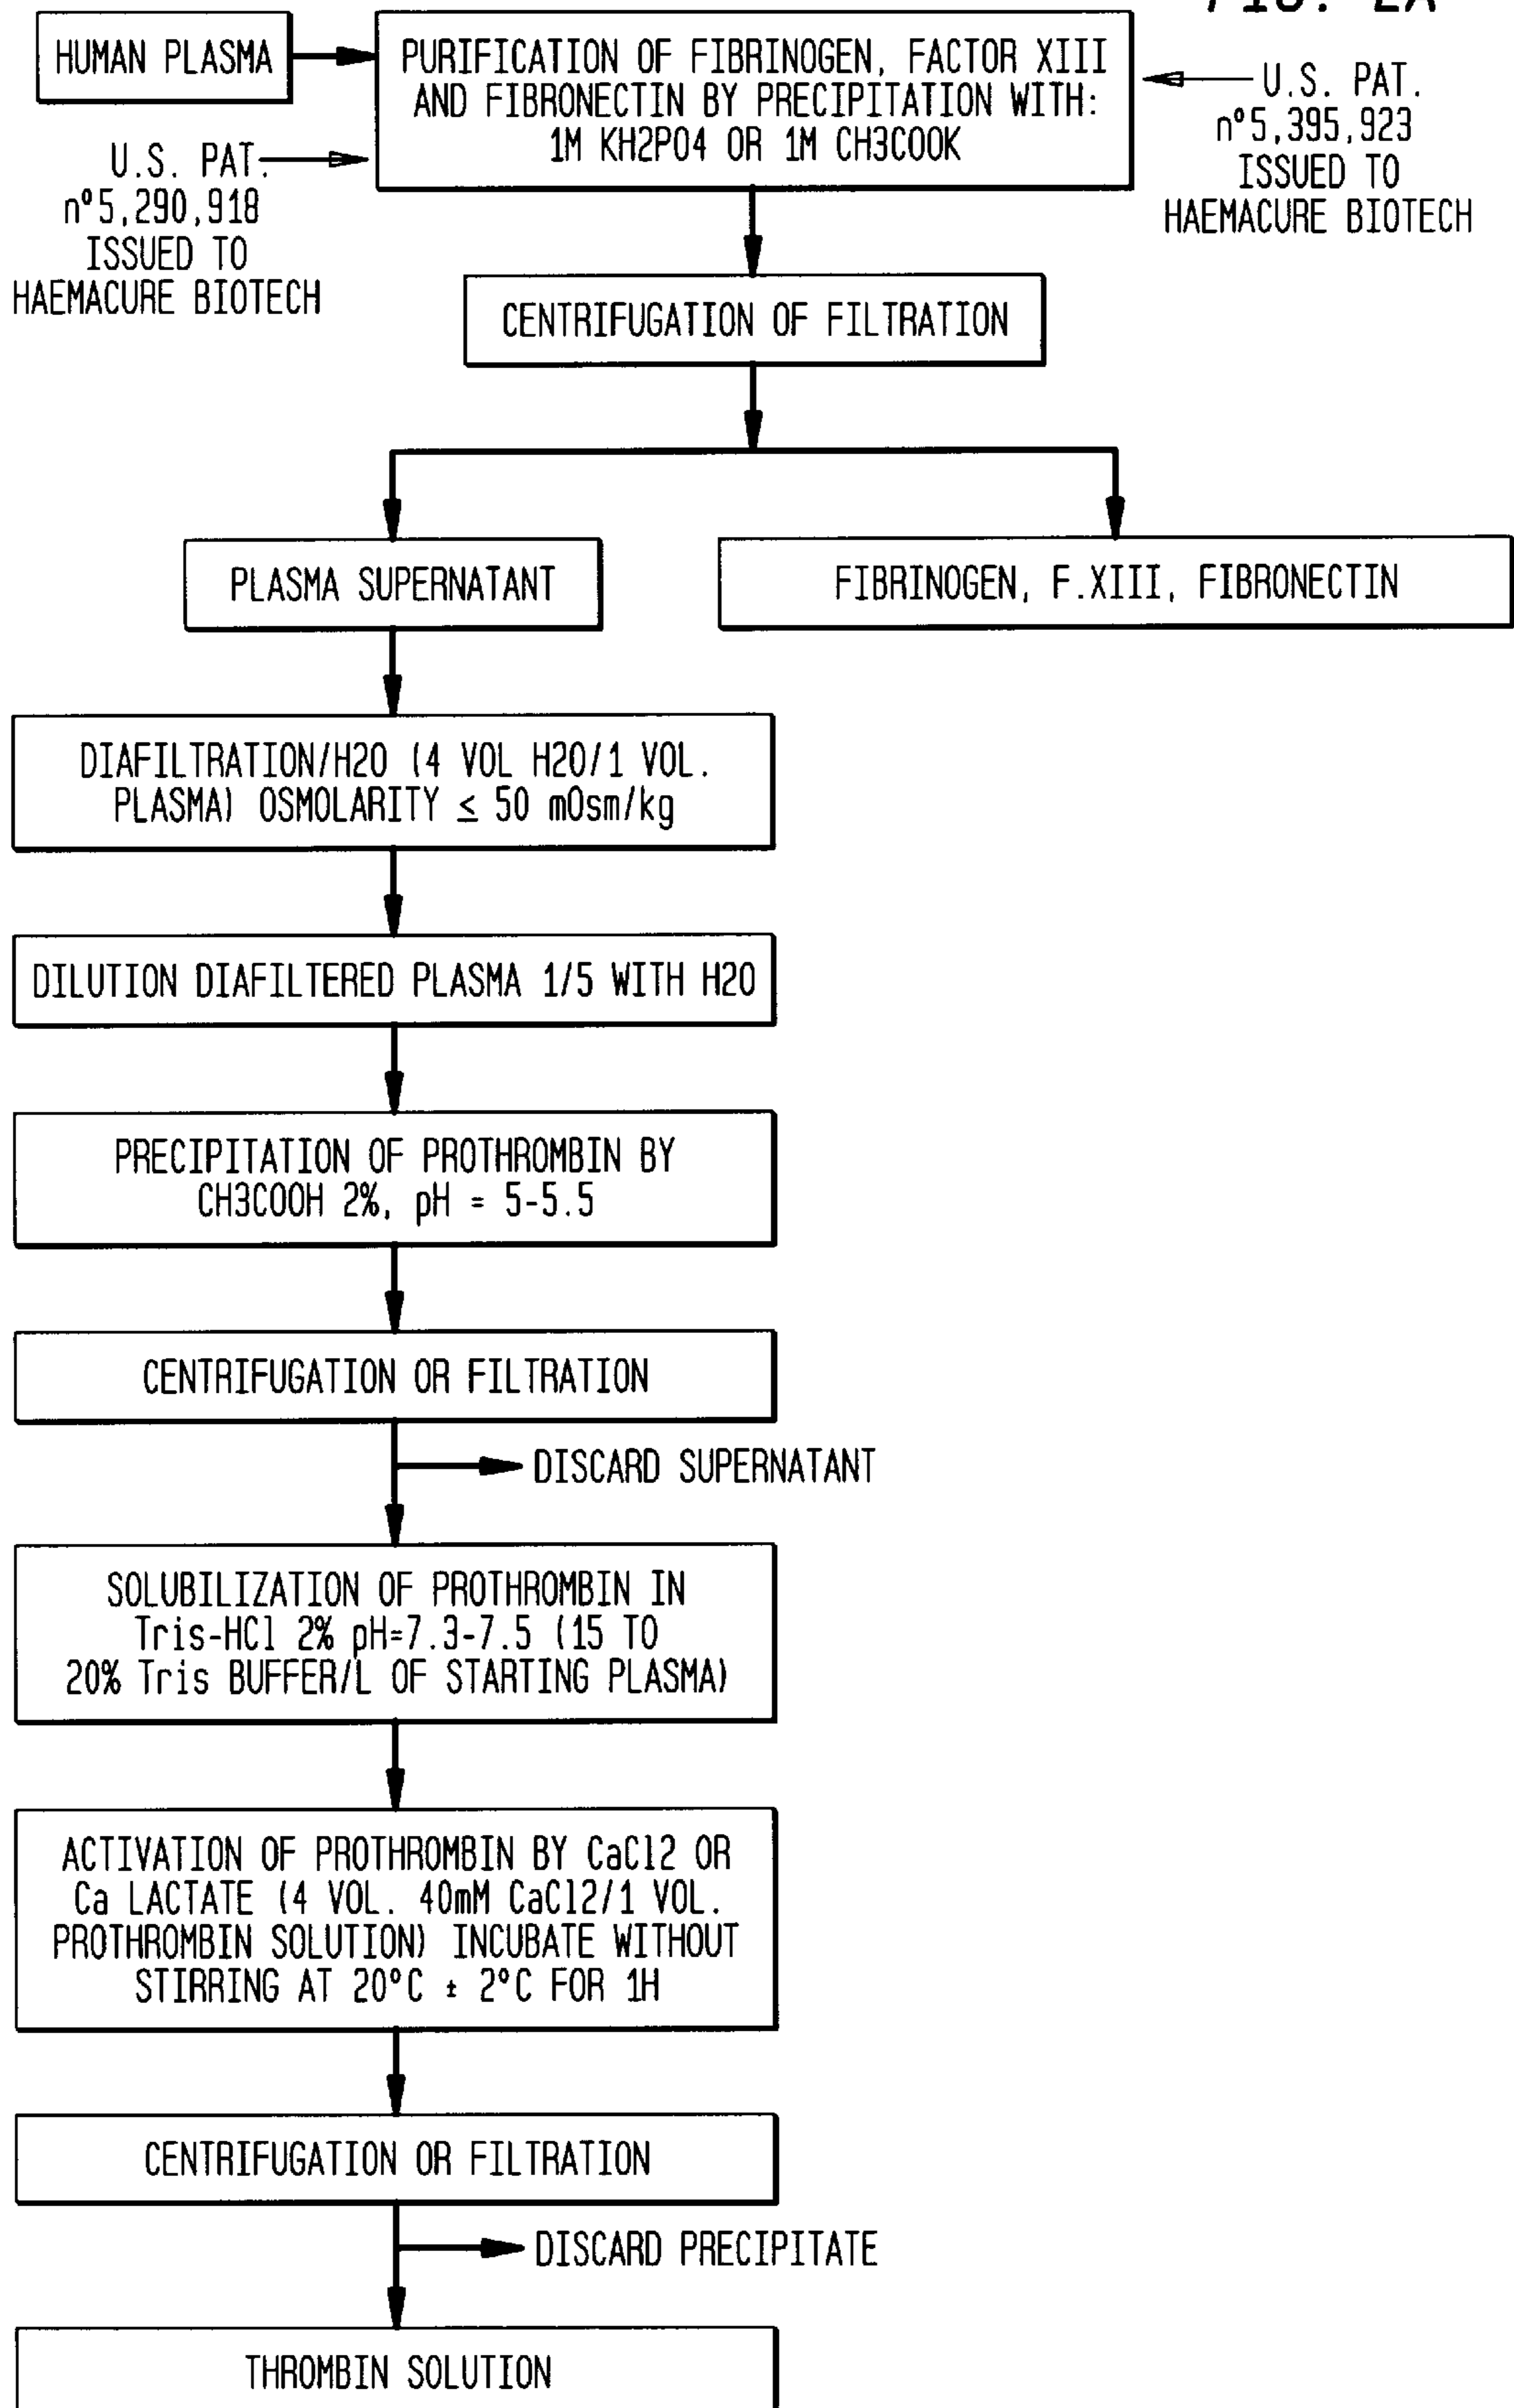 FIG. 2A
HUMAN PLASMA
PURIFICATION OF FIBRINOGEN, FACTOR XIII
AND FIBRONECTIN BY PRECIPITATION WITH:
1M KH2PO4 OR 1M CH3COOK
U.S. PAT.
n°5,290,918
ISSUED TO
HAEMACURE BIOTECH
U.S. PAT.
n°5,395,923
ISSUED TO
HAEMACURE BIOTECH
CENTRIFUGATION OF FILTRATION
PLASMA SUPERNATANT
FIBRINOGEN, F.XIII, FIBRONECTIN
DIAFILTRATION/H2O (4 VOL H2O/1 VOL.
PLASMA) OSMOLARITY ≤ 50 mOsm/kg
DILUTION DIAFILTERED PLASMA 1/5 WITH H2O
PRECIPITATION OF PROTHROMBIN BY
CH3COOH 2%, pH = 5-5.5
CENTRIFUGATION OR FILTRATION
DISCARD SUPERNATANT
SOLUBILIZATION OF PROTHROMBIN IN
Tris-HCl 2% pH=7.3-7.5 (15 TO
20% Tris BUFFER/L OF STARTING PLASMA)
ACTIVATION OF PROTHROMBIN BY CaCl2 OR
Ca LACTATE (4 VOL. 40mM CaCl2/1 VOL.
PROTHROMBIN SOLUTION) INCUBATE WITHOUT
STIRRING AT 20°C ± 2°C FOR 1H
CENTRIFUGATION OR FILTRATION
DISCARD PRECIPITATE
THROMBIN SOLUTION